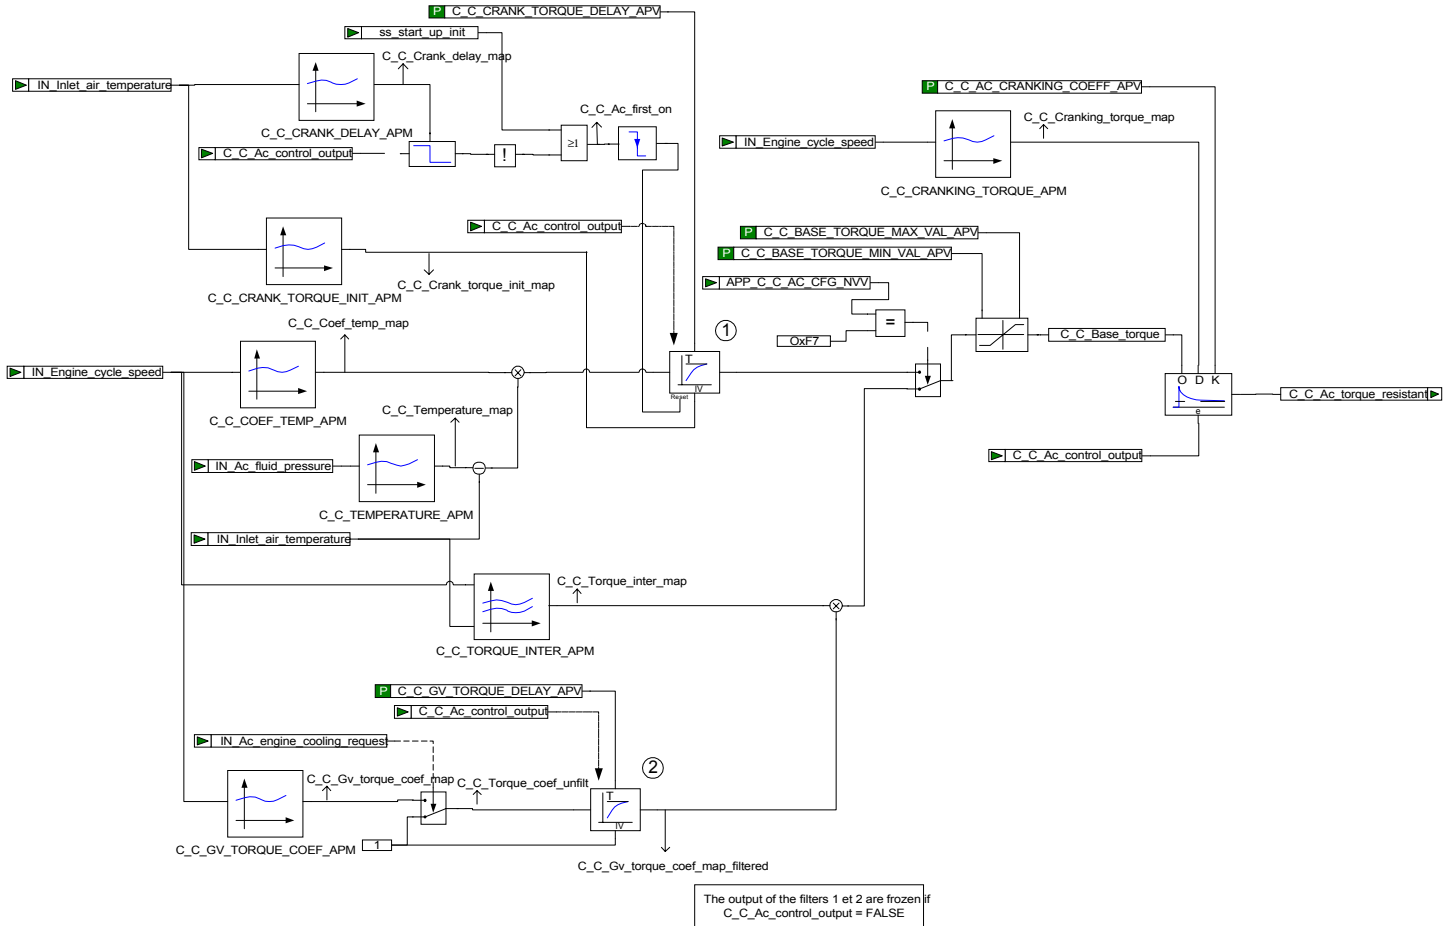 P C_C_CRANK_TORQUE_DELAY_APV
ss_start_up_init
C_C_Crank_delay_map
IN_Inlet_air_temperature
P C_C_AC_CRANKING_COEFF_APV
C_C_Ac_first_on
C_C_Cranking_torque_map
C_C_CRANK_DELAY_APM
IN_Engine_cycle_speed
C_C_Ac_control_output
!
≥1
C_C_CRANKING_TORQUE_APM
C_C_Ac_control_output
P C_C_BASE_TORQUE_MAX_VAL_APV
P C_C_BASE_TORQUE_MIN_VAL_APV
C_C_Crank_torque_init_map
APP_C_C_AC_CFG_NVV
C_C_CRANK_TORQUE_INIT_APM
C_C_Coef_temp_map
1
=
OxF7
C_C_Base_torque
T
IV
Reset
IN_Engine_cycle_speed
O D K
e
C_C_Ac_torque_resistant
C_C_Temperature_map
C_C_COEF_TEMP_APM
C_C_Ac_control_output
IN_Ac_fluid_pressure
C_C_TEMPERATURE_APM
IN_Inlet_air_temperature
C_C_Torque_inter_map
C_C_TORQUE_INTER_APM
P C_C_GV_TORQUE_DELAY_APV
C_C_Ac_control_output
IN_Ac_engine_cooling_request
2
C_C_Gv_torque_coef_map
C_C_Torque_coef_unfilt
T
IV
1
C_C_GV_TORQUE_COEF_APM
C_C_Gv_torque_coef_map_filtered
The output of the filters 1 et 2 are frozen if
C_C_Ac_control_output = FALSE